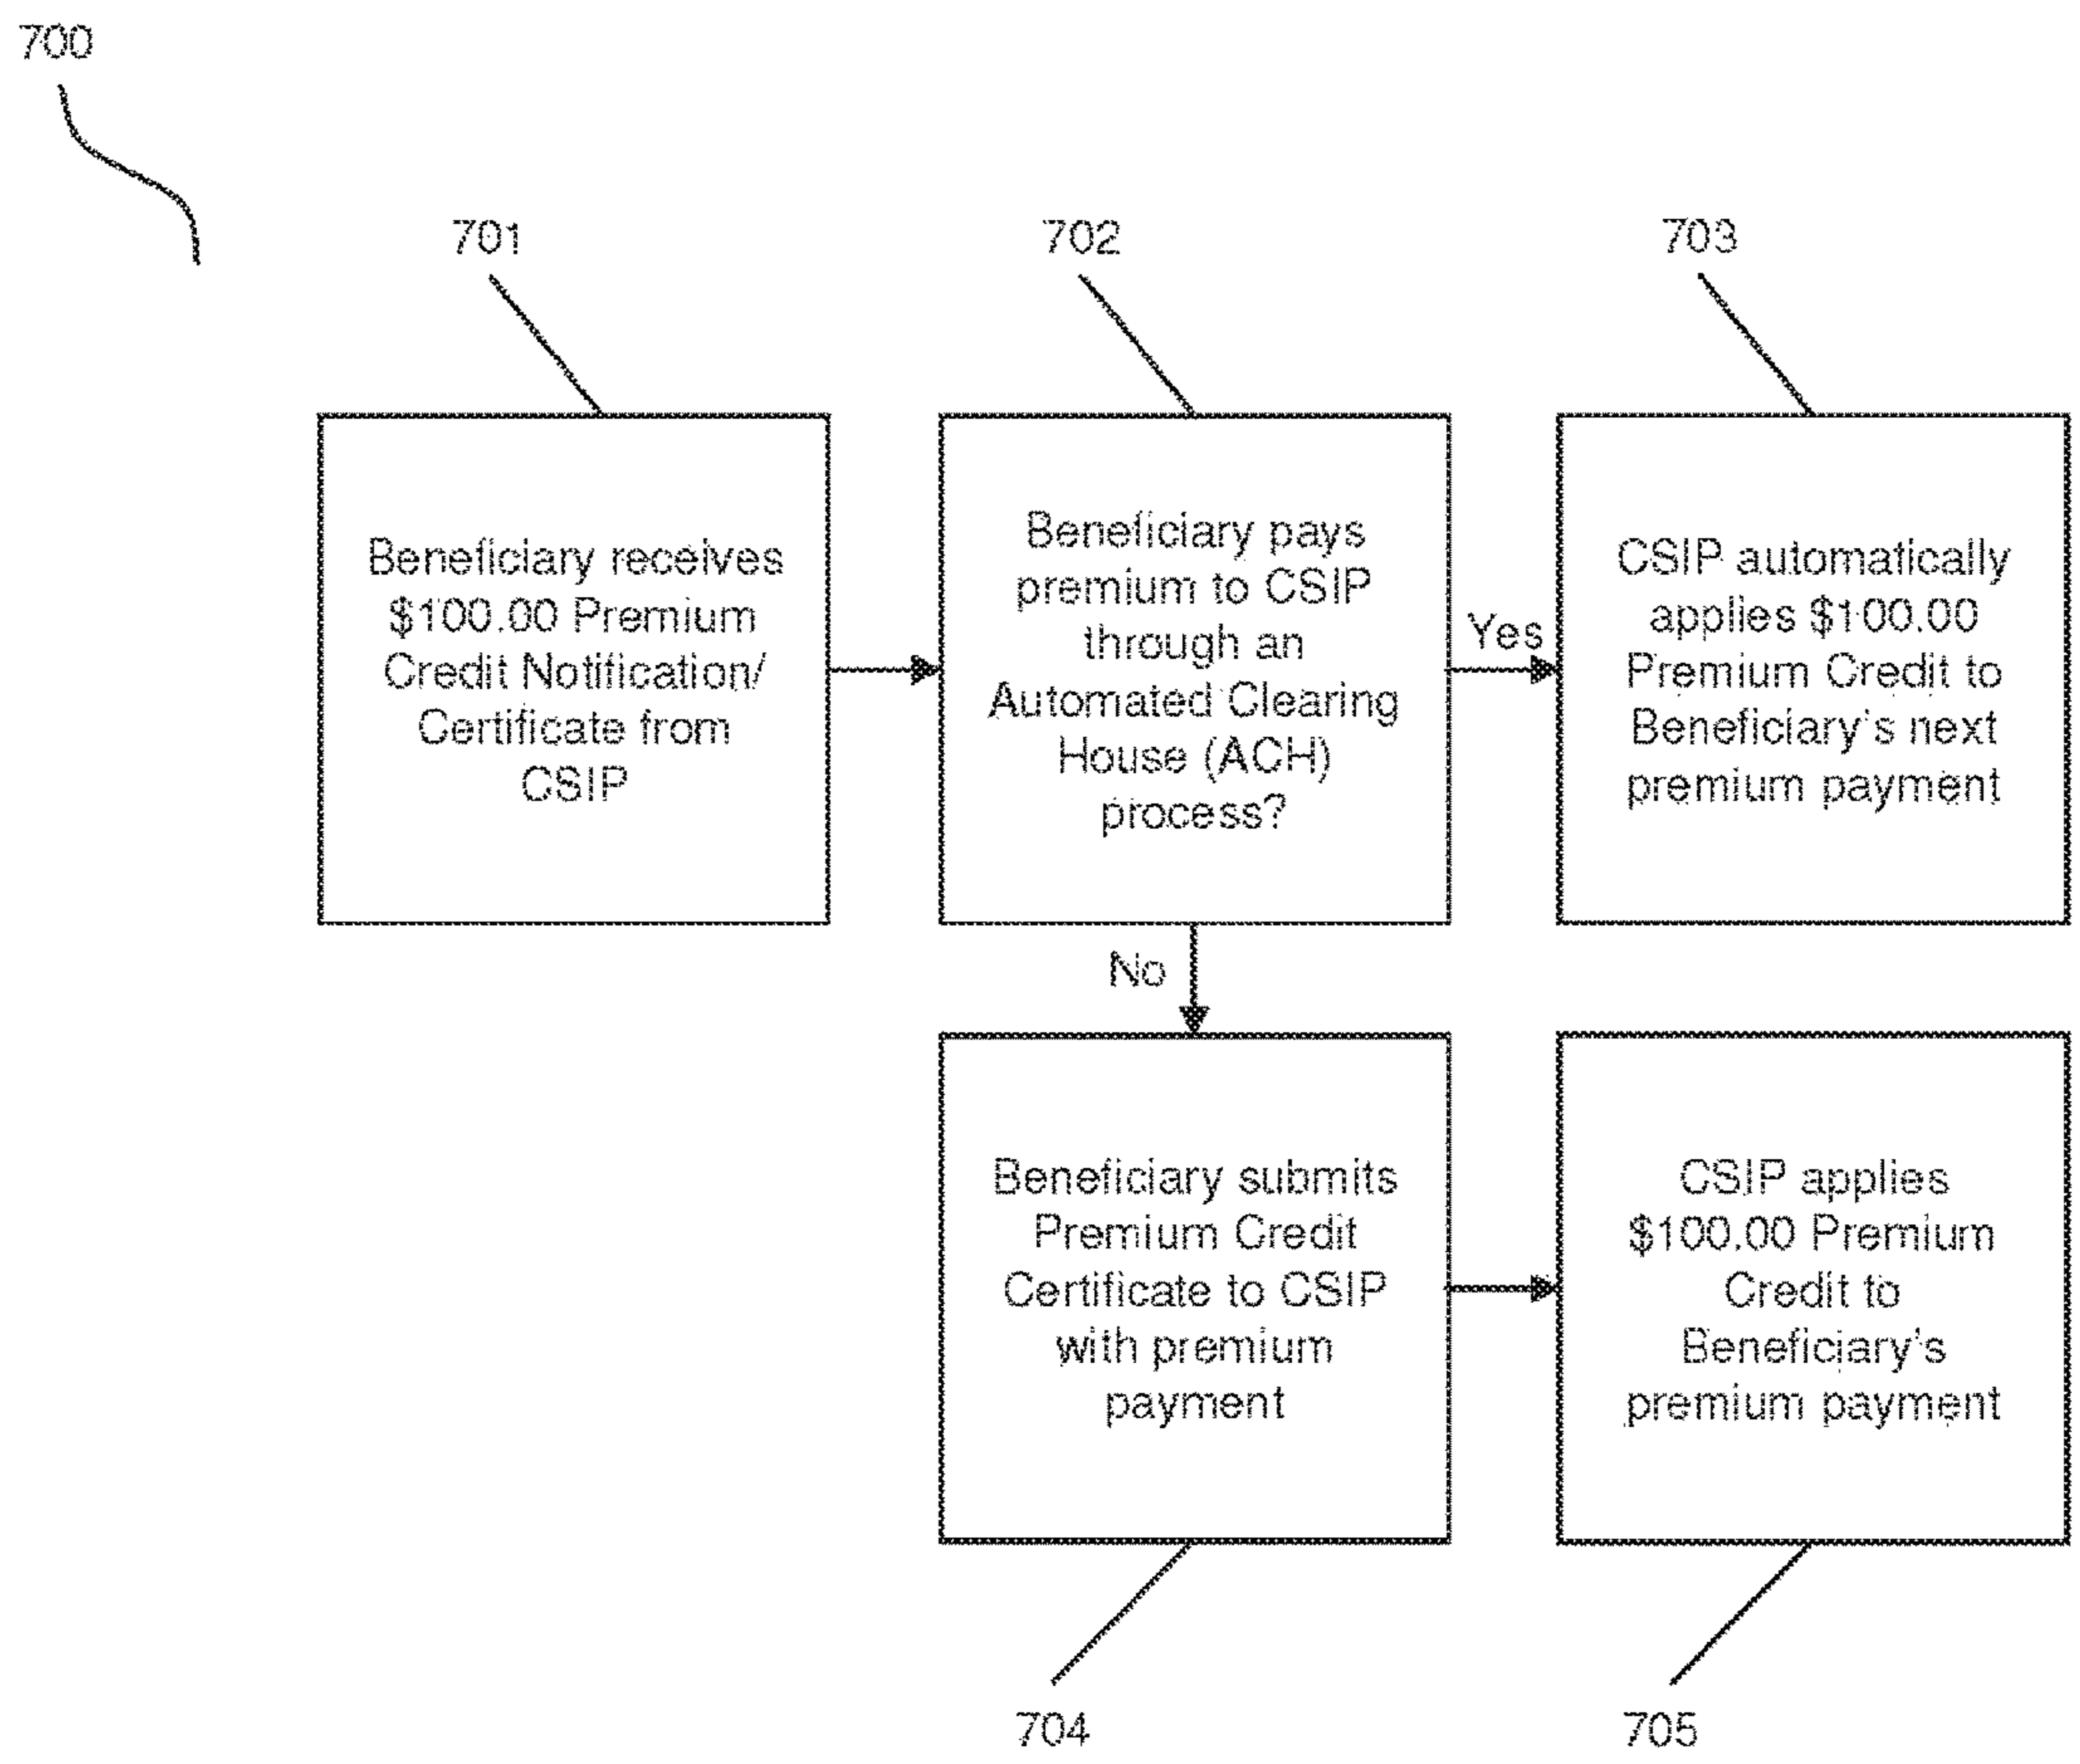 700
701
702
703
Beneficiary receives
$100.00 Premium
Credit Notification/
Certificate from
CSIP
Beneficiary pays
premium to CSIP
through an
Automated Clearing
House (ACH)
process?
Yes
CSIP automatically
applies $100.00
Premium Credit to
Beneficiary's next
premium payment
No
Beneficiary submits
Premium Credit
Certificate to CSIP
with premium
payment
CSIP applies
$100.00 Premium
Credit to
Beneficiary's
premium payment
704
705